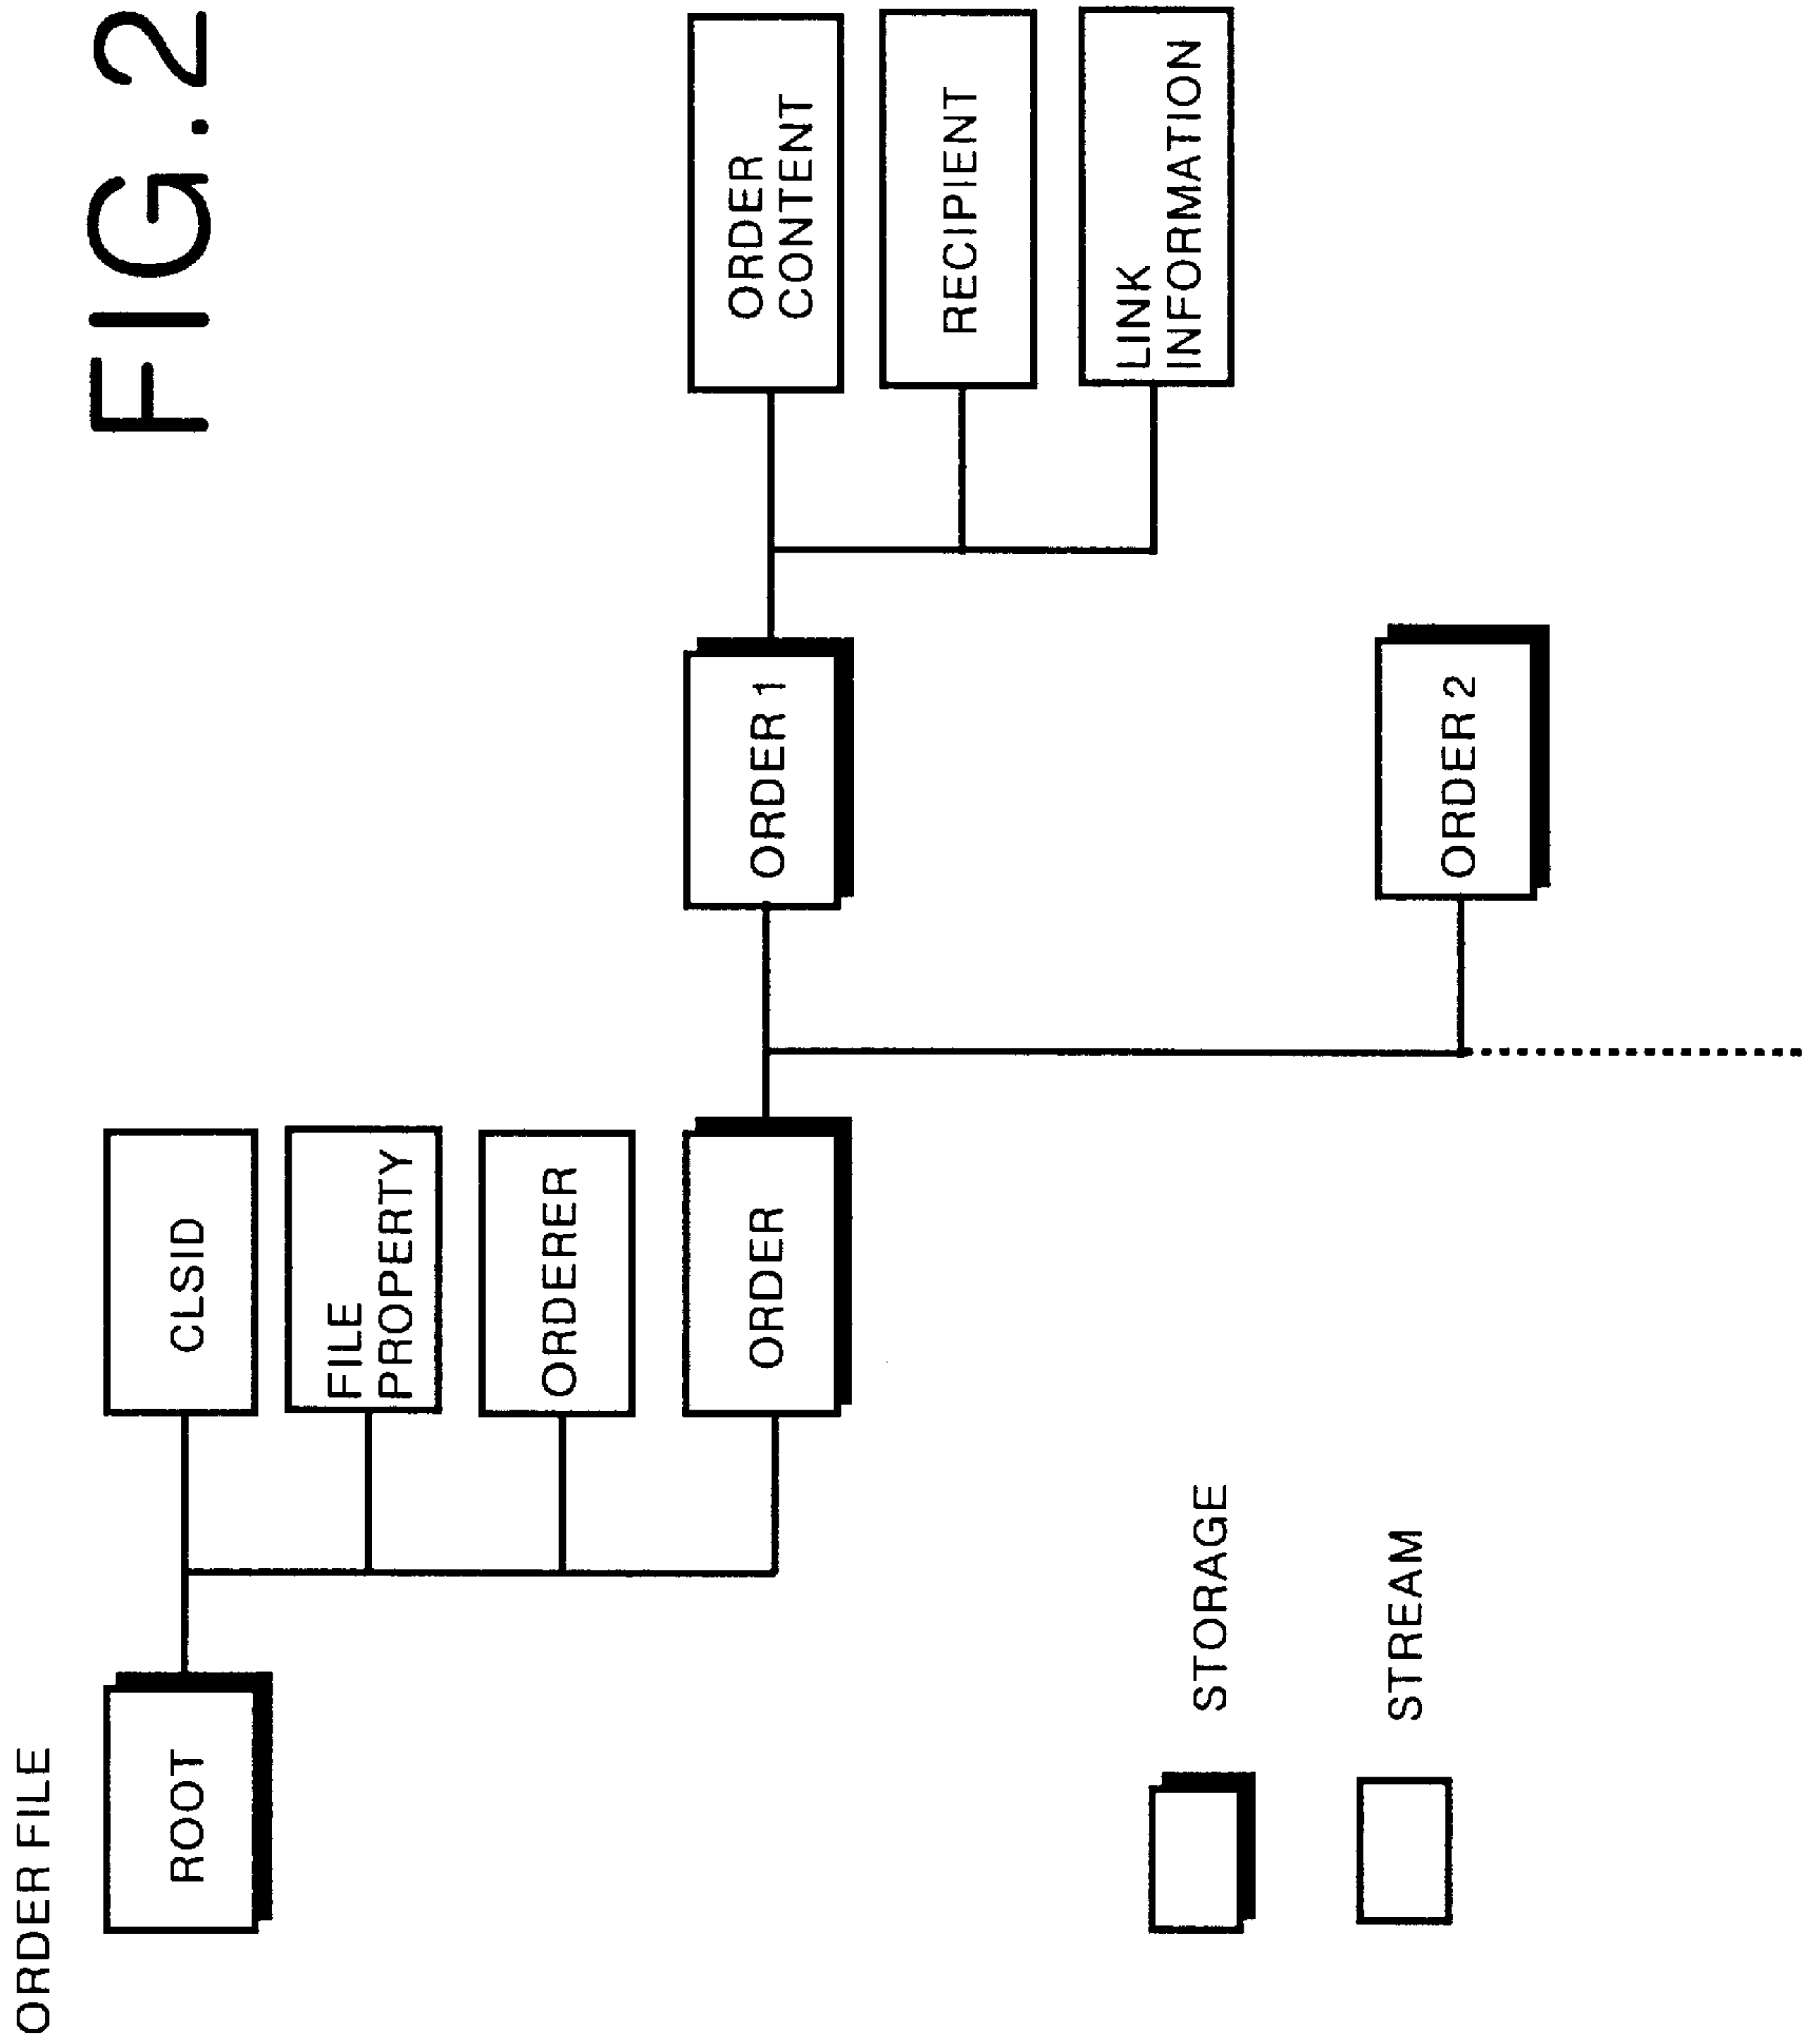 FIG.2
ORDER FILE
ROOT
CLSID
FILE
PROPERTY
ORDERER
ORDER
ORDER 1
ORDER
CONTENT
RECIPIENT
LINK
INFORMATION
ORDER 2
STORAGE
STREAM